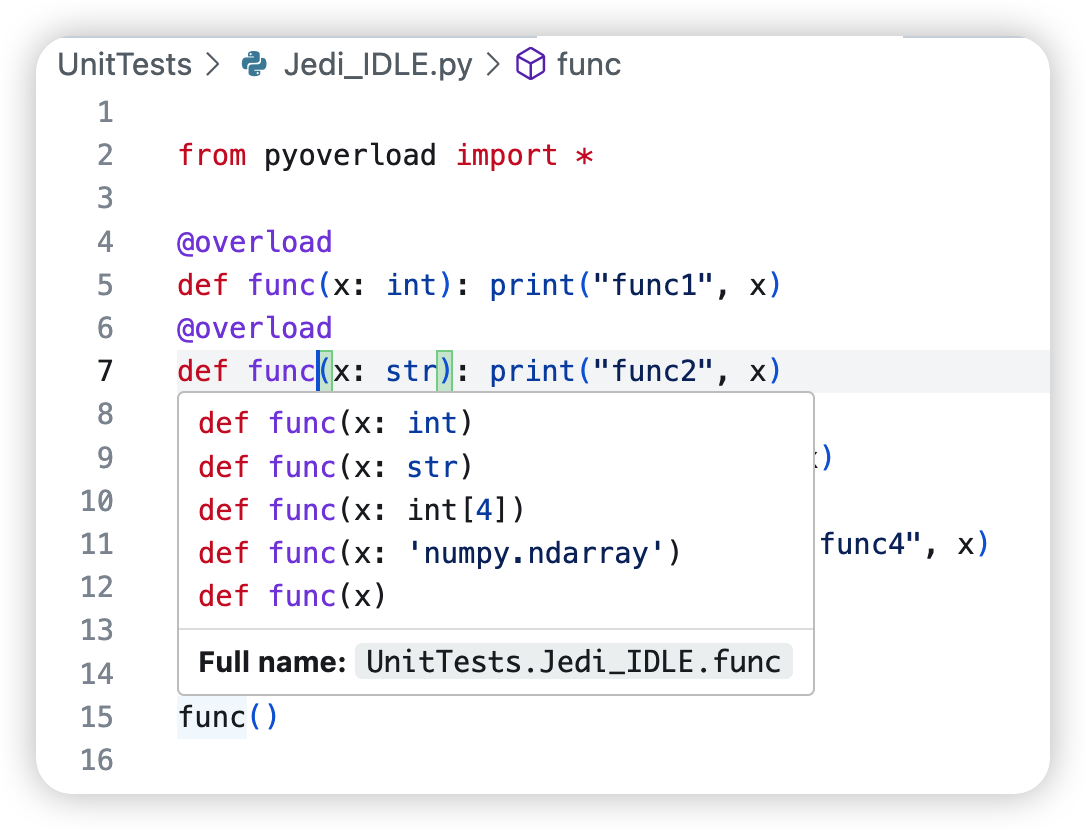 UnitTests > Jedi_IDLE.py > func
1
2 from pyoverload import *
3
4 @overload
5 def func(x: int): print("func1", x)
6 @overload
7 def func(x: str): print("func2", x)
8
def func(x: int)
9 )
def func(x: str)
10
def func(x: int[4])
11 func4", x)
def func(x: 'numpy.ndarray')
12
def func(x)
13
14
Full name: UnitTests.Jedi_IDLE.func
15 func()
16